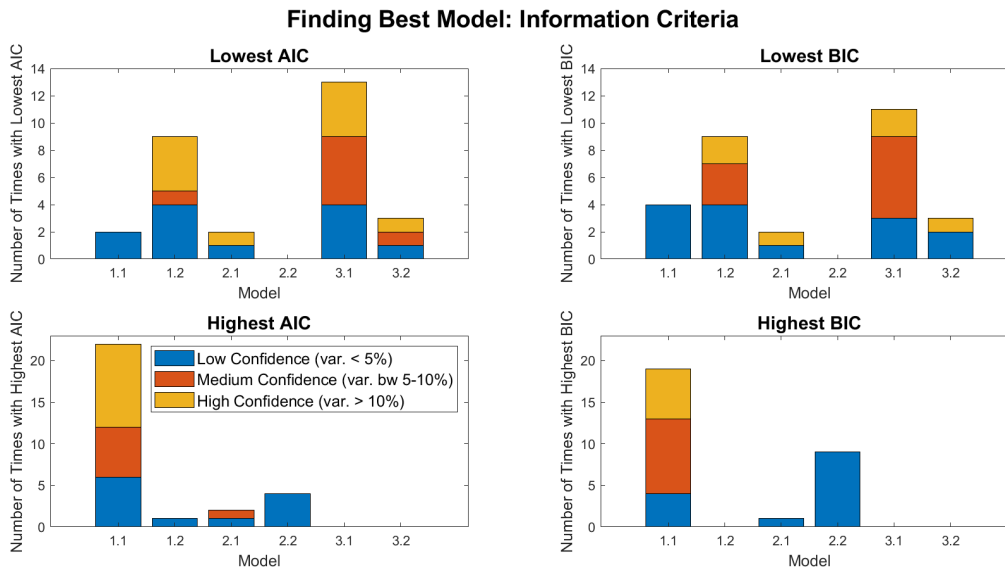 Finding Best Model: Information Criteria
Lowest AIC
Number of Times with Lowest AIC
14
12
10
8
6
4
2
0
1.1 1.2 2.1 2.2 3.1 3.2
Model
Lowest BIC
Number of Times with Lowest BIC
14
12
10
8
6
4
2
0
1.1 1.2 2.1 2.2 3.1 3.2
Model
Highest AIC
Number of Times with Highest AIC
20
15
10
5
0
Low Confidence (var. < 5%)
Medium Confidence (var. bw 5-10%)
High Confidence (var. > 10%)
1.1 1.2 2.1 2.2 3.1 3.2
Model
Highest BIC
Number of Times with Highest BIC
20
15
10
5
0
1.1 1.2 2.1 2.2 3.1 3.2
Model